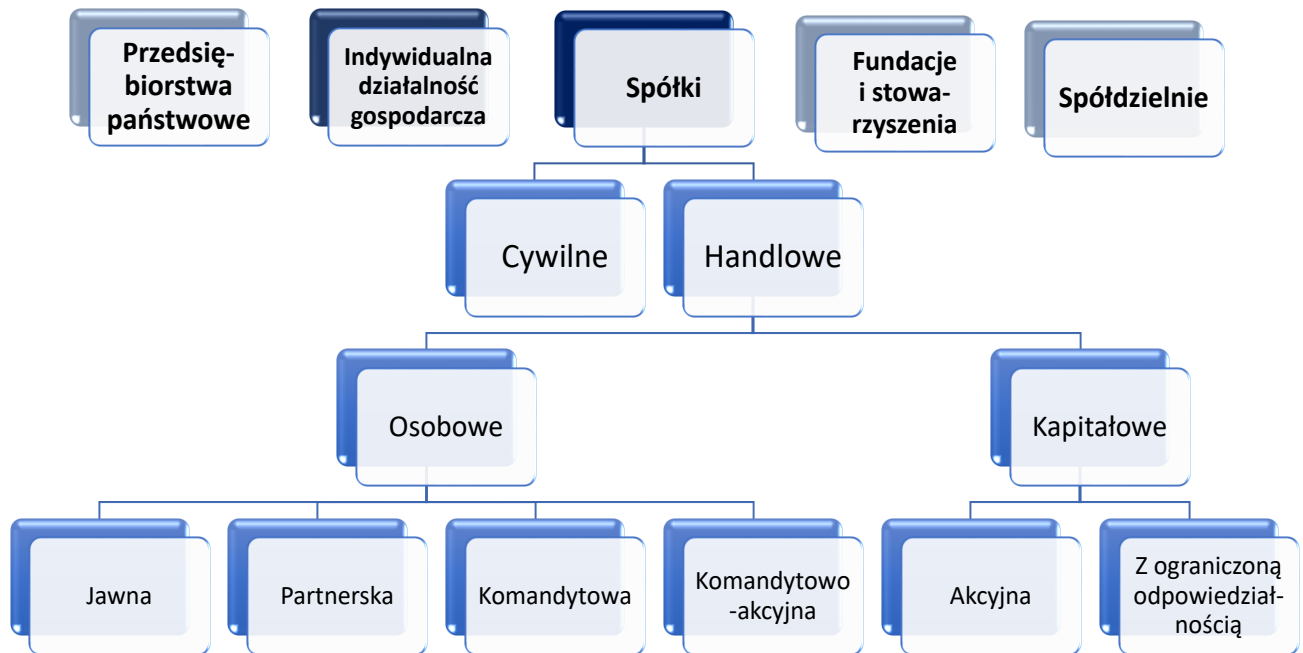 Przedsię-
biorstwa
państwowe
Indywidualna
działalność
gospodarcza
Spółki
Fundacje
i stowa-
rzyszenia
Spółdzielnie
Cywilne
Handlowe
Osobowe
Kapitałowe
Jawna
Partnerska
Komandytowa
Komandytowo
-akcyjna
Akcyjna
Z ograniczoną
odpowiedział-
nością